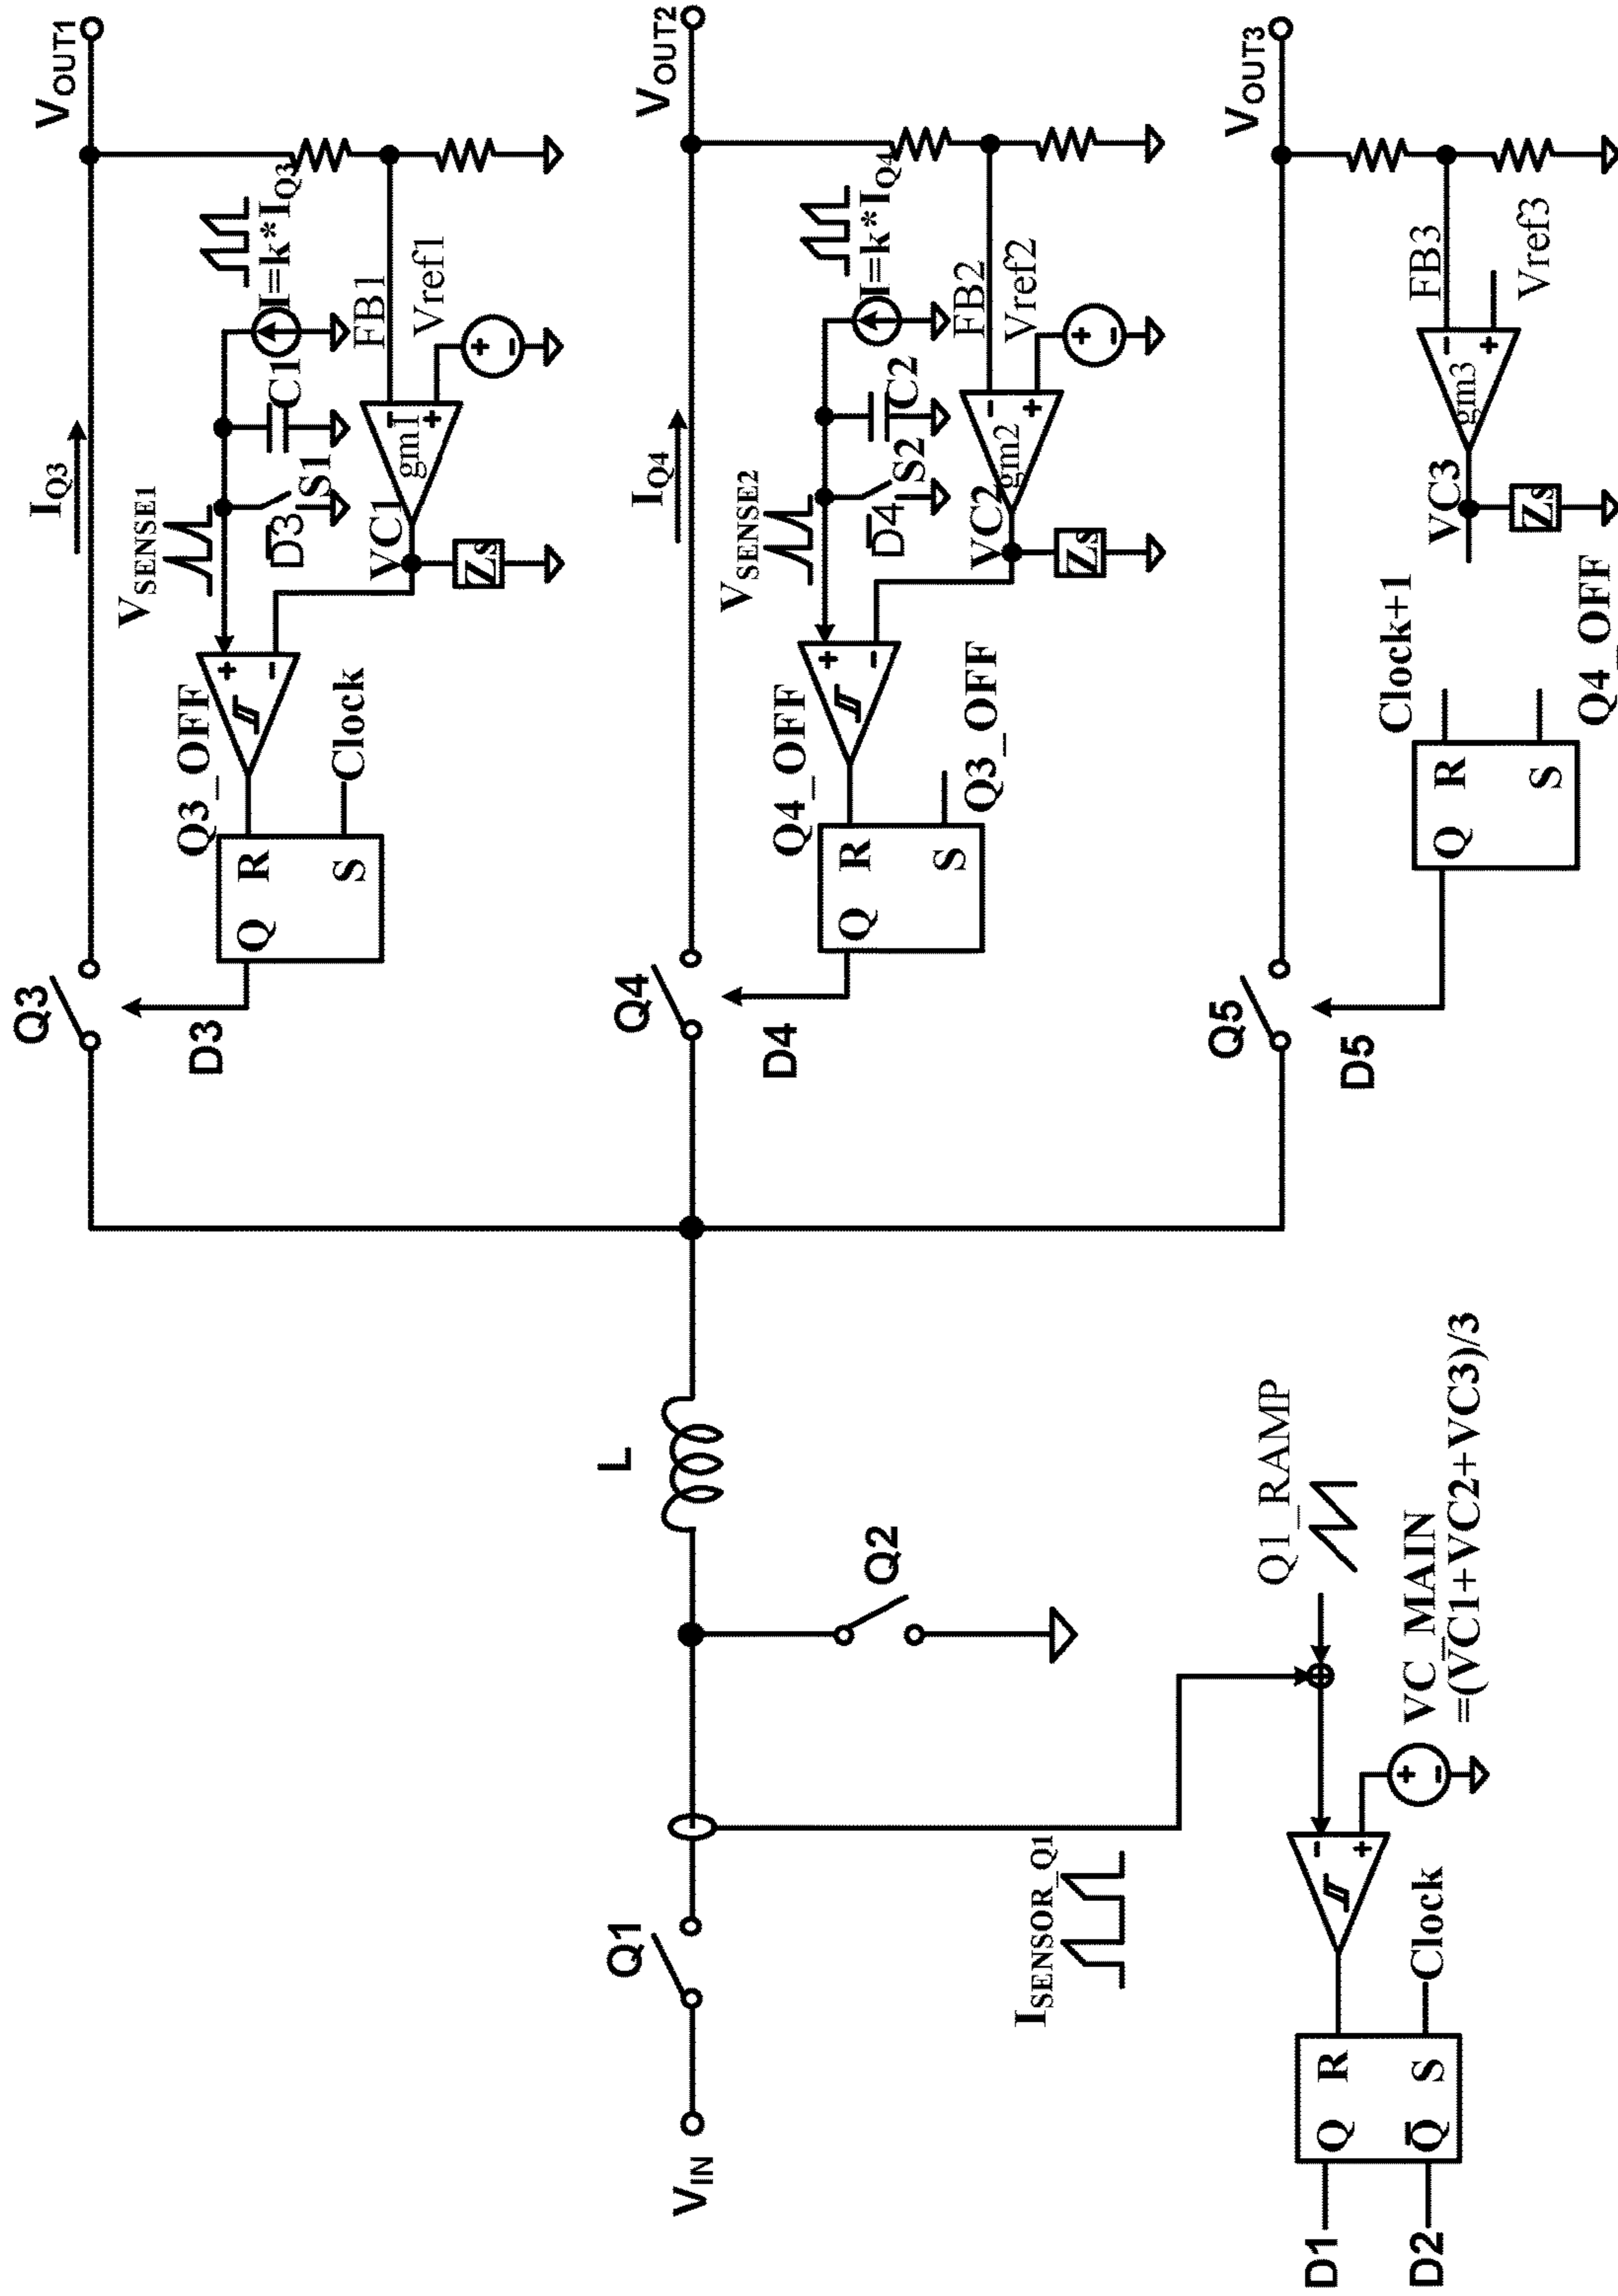 Q3
D3
Q R
S
Q3_OFF
Clock
+
−
VSENSE1
D̅3̅
S1
C1
I=k*IQ3
IQ3
VC1
Zs
gm1
−
+
FB1
Vref1
+
−
VOUT1
Q4
D4
Q R
S
Q4_OFF
Q3_OFF
+
−
VSENSE2
D̅4̅
S2
C2
I=k*IQ4
IQ4
VC2
Zs
gm2
−
+
FB2
Vref2
+
−
VOUT2
Q5
D5
Q R
S
Clock+1
Q4_OFF
VC3
Zs
gm3
−
+
FB3
Vref3
VOUT3
VIN
Q1
Q2
L
ISENSOR_Q1
Q1_RAMP
VC_MAIN
=(VC1+VC2+VC3)/3
+
−
−
+
Clock
D1
D2
Q R
Q̅ S